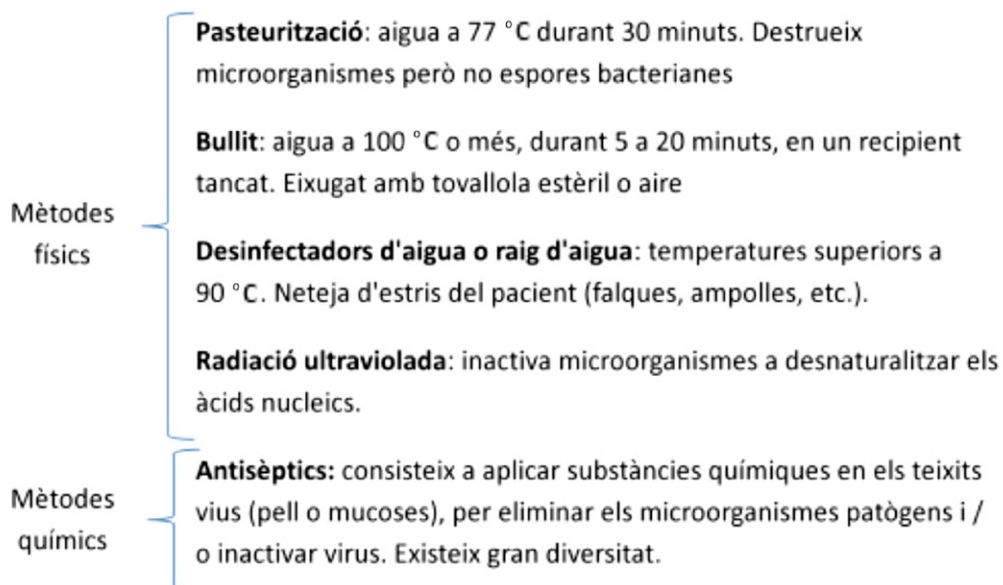 Pasteurització: aigua a 77 °C durant 30 minuts. Destrueix
microorganismes però no espores bacterianes
Bullit: aigua a 100 °C o més, durant 5 a 20 minuts, en un recipient
tancat. Eixugat amb tovallola estèril o aire
Mètodes
físics
Desinfectadors d'aigua o raig d'aigua: temperatures superiors a
90 °C. Neteja d'estris del pacient (falques, ampolles, etc.).
Radiació ultraviolada: inactiva microorganismes a desnaturalitzar els
àcids nucleics.
Mètodes
químics
Antisèptics: consisteix a aplicar substàncies químiques en els teixits
vius (pell o mucoses), per eliminar els microorganismes patògens i /
o inactivar virus. Existeix gran diversitat.